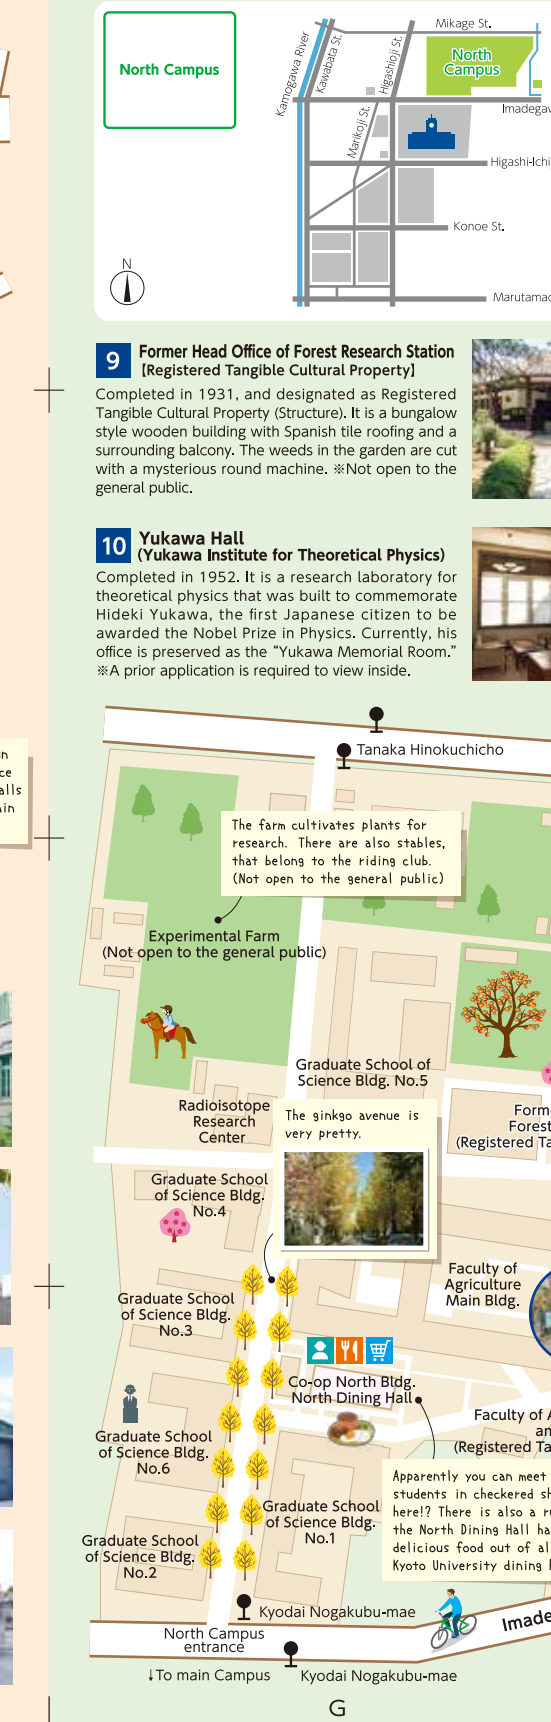 North Campus
Mikage St.
North
Campus
Kamogawa River
Kawabata St.
Higashioji St.
Marikoji St.
Higashi-Ichi
Konoe St.
N
9 Former Head Office of Forest Research Station
【Registered Tangible Cultural Property】
Completed in 1931, and designated as Registered
Tangible Cultural Property (Structure). It is a bungalow
style wooden building with Spanish tile roofing and a
surrounding balcony. The weeds in the garden are cut
with a mysterious round machine. ※Not open to the
general public.
10 Yukawa Hall
(Yukawa Institute for Theoretical Physics)
Completed in 1952. It is a research laboratory for
theoretical physics that was built to commemorate
Hideki Yukawa, the first Japanese citizen to be
awarded the Nobel Prize in Physics. Currently, his
office is preserved as the “Yukawa Memorial Room.”
※A prior application is required to view inside.
Tanaka Hinokuchicho
The farm cultivates plants for
research. There are also stables,
that belong to the riding club.
(Not open to the general public)
Experimental Farm
(Not open to the general public)
Graduate School of
Science Bldg. No.5
Radioisotope
Research
Center
The ginkgo avenue is
very pretty.
Forest
(Registered Ta
Graduate School
of Science Bldg.
No.4
Faculty of
Agriculture
Main Bldg.
Graduate School
of Science Bldg.
No.3
Co-op North Bldg.
North Dining Hall
Faculty of A
an
(Registered Ta
Graduate School
of Science Bldg.
No.6
Apparently you can meet
students in checkered sh
here!? There is also a ru
the North Dining Hall ha
delicious food out of al
Kyoto University dining
Graduate School
of Science Bldg.
No.1
Graduate School
of Science Bldg.
No.2
Kyodai Nogakubu-mae
North Campus
entrance
Imade
↓To main Campus
Kyodai Nogakubu-mae
G